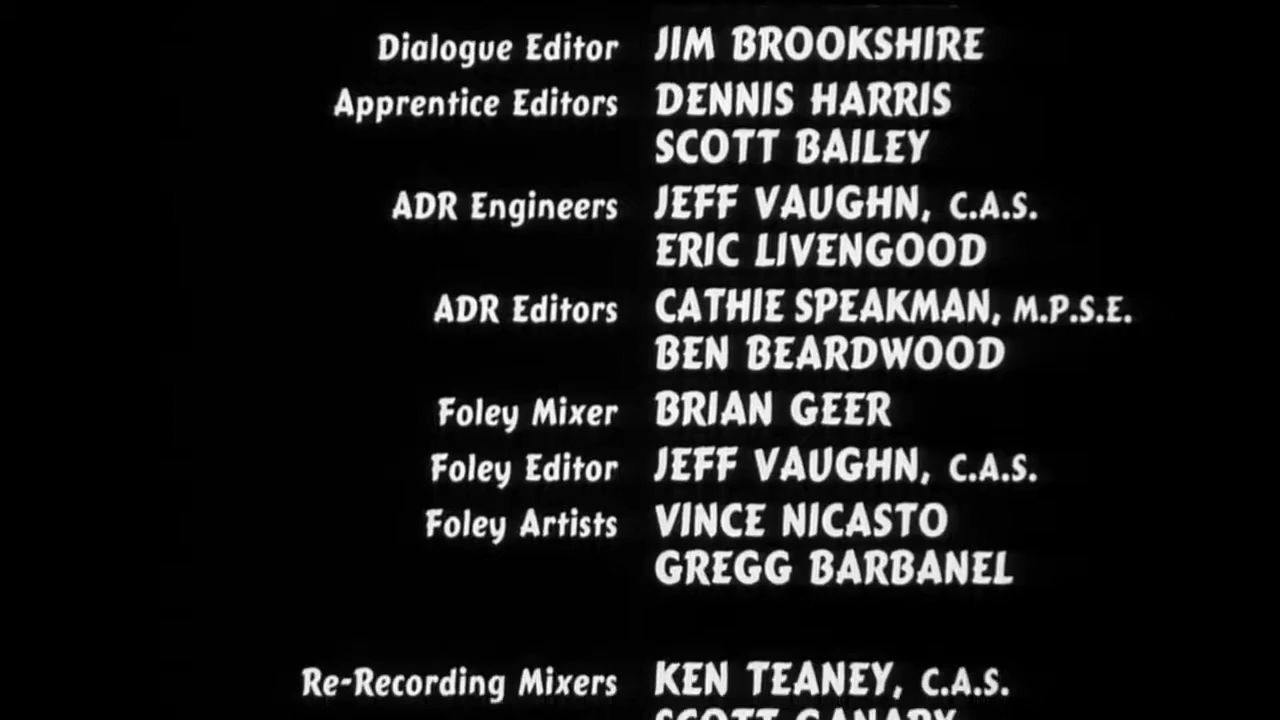 Dialogue Editor JIM BROOKSHIRE
Apprentice Editors DENNIS HARRIS
SCOTT BAILEY
ADR Engineers JEFF VAUGHN, C.A.S.
ERIC LIVENGOOD
ADR Editors CATHIE SPEAKMAN, M.P.S.E.
BEN BEARDWOOD
Foley Mixer BRIAN GEER
Foley Editor JEFF VAUGHN, C.A.S.
Foley Artists VINCE NICASTO
GREGG BARBANEL
Re-Recording Mixers KEN TEANEY, C.A.S.
SCOTT